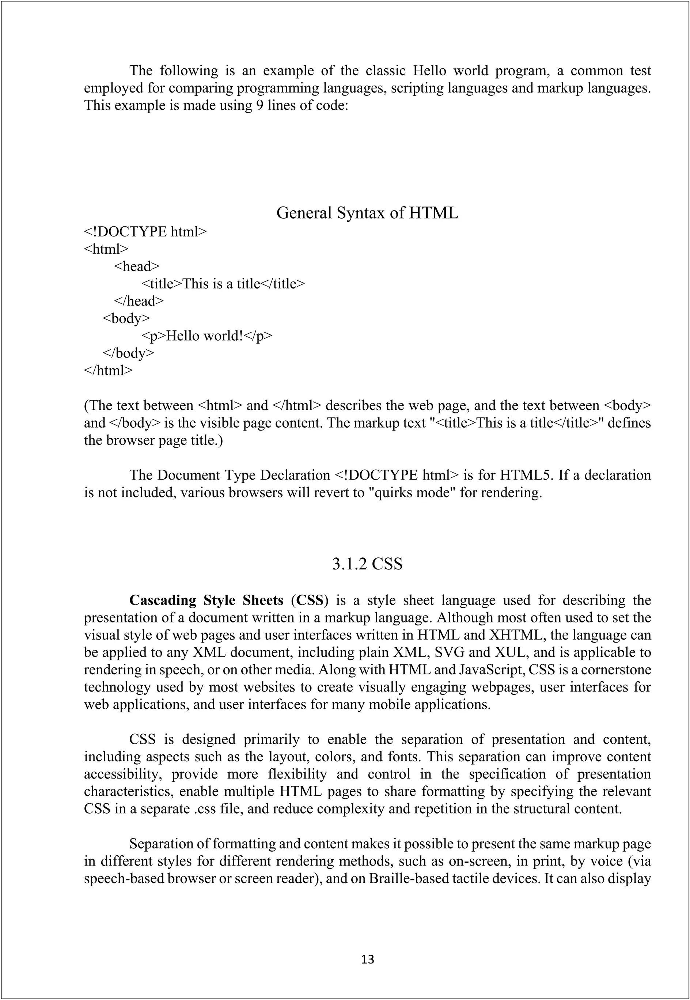 The following is an example of the classic Hello world program, a common test
employed for comparing programming languages, scripting languages and markup languages.
This example is made using 9 lines of code:
General Syntax of HTML
<!DOCTYPE html>
<html>
<head>
<title>This is a title</title>
</head>
<body>
<p>Hello world!</p>
</body>
</html>
(The text between <html> and </html> describes the web page, and the text between <body>
and </body> is the visible page content. The markup text "<title>This is a title</title>" defines
the browser page title.)
The Document Type Declaration <!DOCTYPE html> is for HTML5. If a declaration
is not included, various browsers will revert to "quirks mode" for rendering.
3.1.2 CSS
Cascading Style Sheets (CSS) is a style sheet language used for describing the
presentation of a document written in a markup language. Although most often used to set the
visual style of web pages and user interfaces written in HTML and XHTML, the language can
be applied to any XML document, including plain XML, SVG and XUL, and is applicable to
rendering in speech, or on other media. Along with HTML and JavaScript, CSS is a cornerstone
technology used by most websites to create visually engaging webpages, user interfaces for
web applications, and user interfaces for many mobile applications.
CSS is designed primarily to enable the separation of presentation and content,
including aspects such as the layout, colors, and fonts. This separation can improve content
accessibility, provide more flexibility and control in the specification of presentation
characteristics, enable multiple HTML pages to share formatting by specifying the relevant
CSS in a separate .css file, and reduce complexity and repetition in the structural content.
Separation of formatting and content makes it possible to present the same markup page
in different styles for different rendering methods, such as on-screen, in print, by voice (via
speech-based browser or screen reader), and on Braille-based tactile devices. It can also display
13